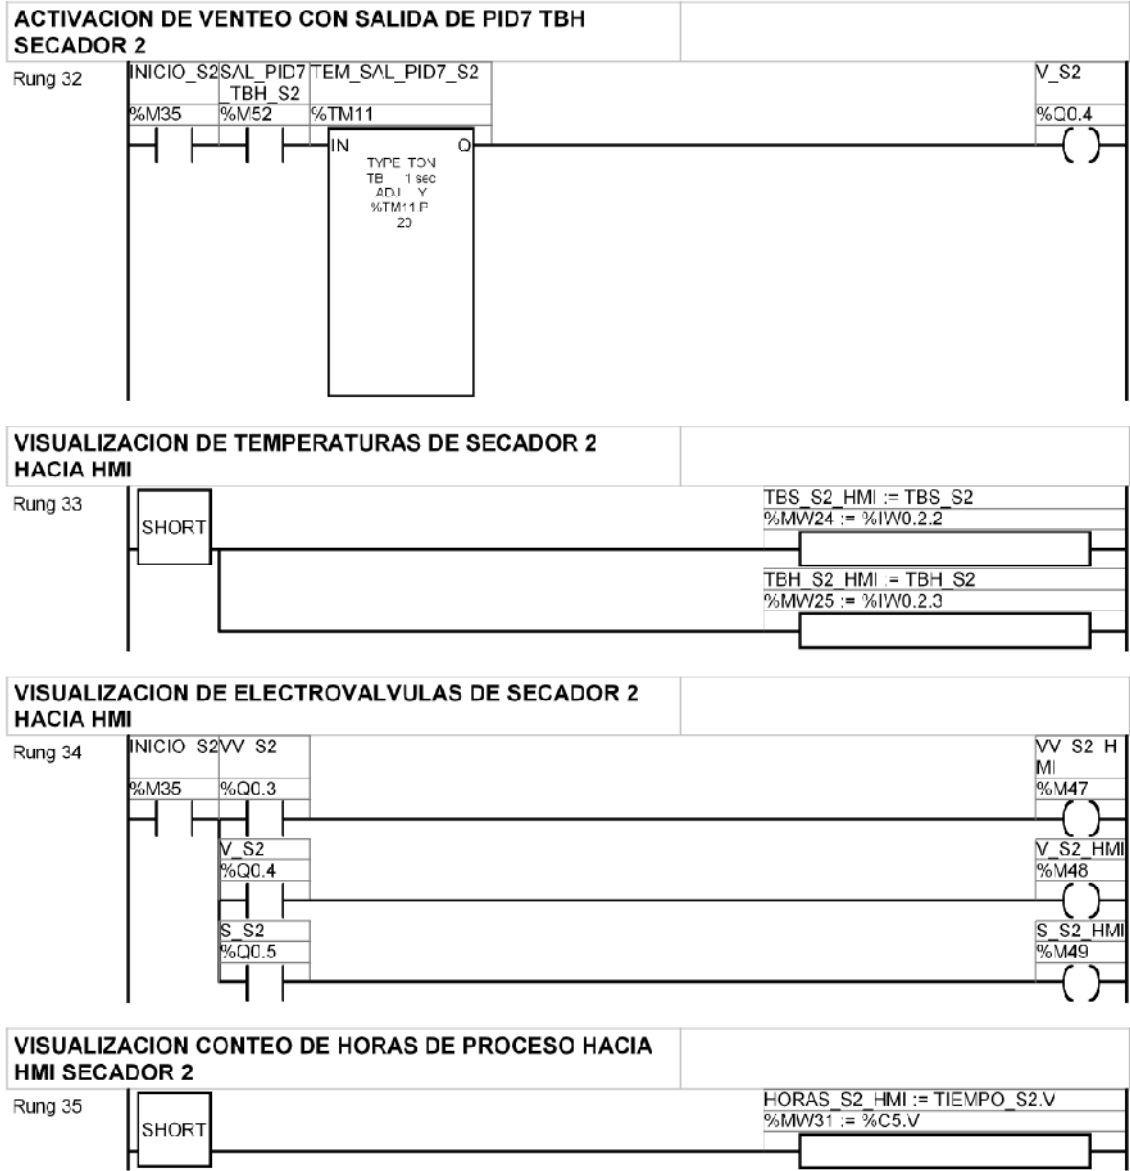 ACTIVACION DE VENTEO CON SALIDA DE PID7 TBH
SECADOR 2
Rung 32
INICIO_S2 SAL_PID7 TEM_SAL_PID7_S2 V_S2
_TBH_S2
%M35 %M52 %TM11 %Q0.4
IN Q
TYPE TON
TB 1 sec
ADJ Y
%TM11.P
20
VISUALIZACION DE TEMPERATURAS DE SECADOR 2
HACIA HMI
Rung 33
SHORT
TBS_S2_HMI := TBS_S2
%MW24 := %IW0.2.2
TBH_S2_HMI := TBH_S2
%MW25 := %IW0.2.3
VISUALIZACION DE ELECTROVALVULAS DE SECADOR 2
HACIA HMI
Rung 34
INICIO_S2 VV_S2 VV_S2_H
MI
%M35 %Q0.3 %M47
V_S2 V_S2_HMI
%Q0.4 %M48
S_S2 S_S2_HMI
%Q0.5 %M49
VISUALIZACION CONTEO DE HORAS DE PROCESO HACIA
HMI SECADOR 2
Rung 35
SHORT
HORAS_S2_HMI := TIEMPO_S2.V
%MW31 := %C5.V